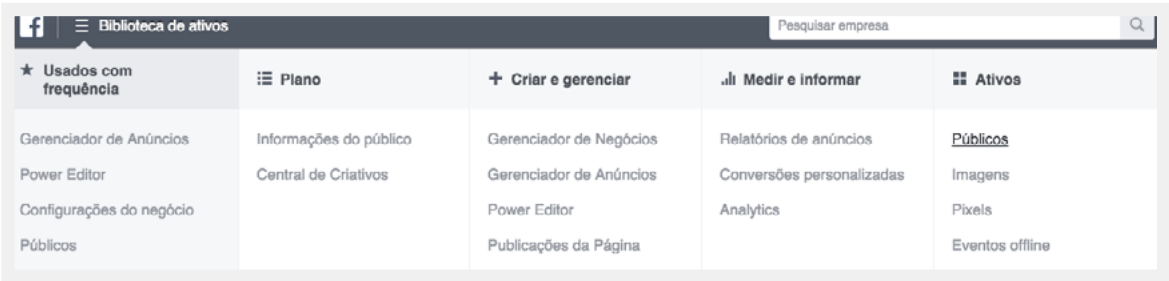 Biblioteca de ativos
Pesquisar empresa
Usados com
frequência
Gerenciador de Anúncios
Power Editor
Configurações do negócio
Públicos
Plano
Informações do público
Central de Criativos
Criar e gerenciar
Gerenciador de Negócios
Gerenciador de Anúncios
Power Editor
Publicações da Página
Medir e informar
Relatórios de anúncios
Conversões personalizadas
Analytics
Ativos
Públicos
Imagens
Pixels
Eventos offline